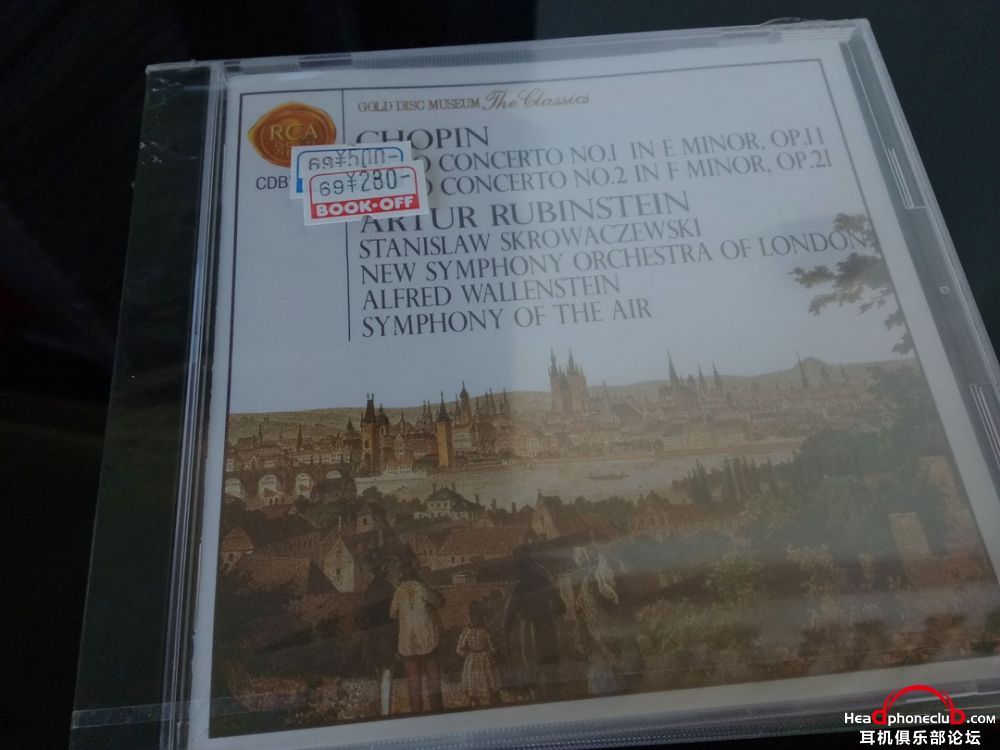 GOLD DISC MUSEUM The Classics
RCA
CHOPIN
CONCERTO NO.1 IN E MINOR, OP.11
CDB
69¥500-
CONCERTO NO.2 IN F MINOR, OP.21
69¥280-
BOOK·OFF
ARTUR RUBINSTEIN
STANISLAW SKROWACZEWSKI
NEW SYMPHONY ORCHESTRA OF LONDON
ALFRED WALLENSTEIN
SYMPHONY OF THE AIR
Headphoneclub.com
耳机俱乐部论坛